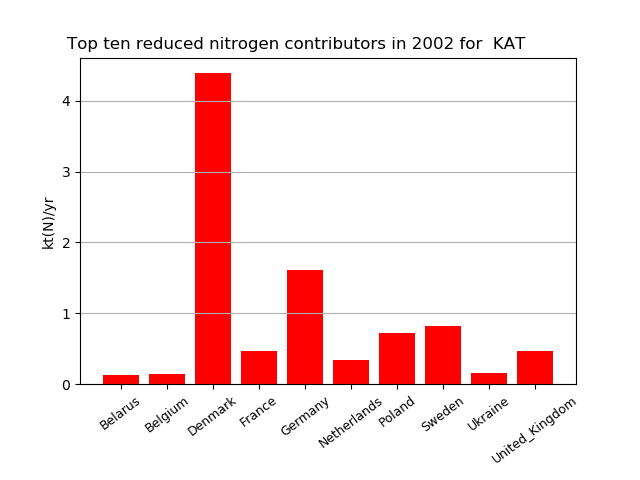 Top ten reduced nitrogen contributors in 2002 for  KAT
kt(N)/yr
4
3
2
1
0
Belarus
Belgium
Denmark
France
Germany
Netherlands
Poland
Sweden
Ukraine
United_Kingdom